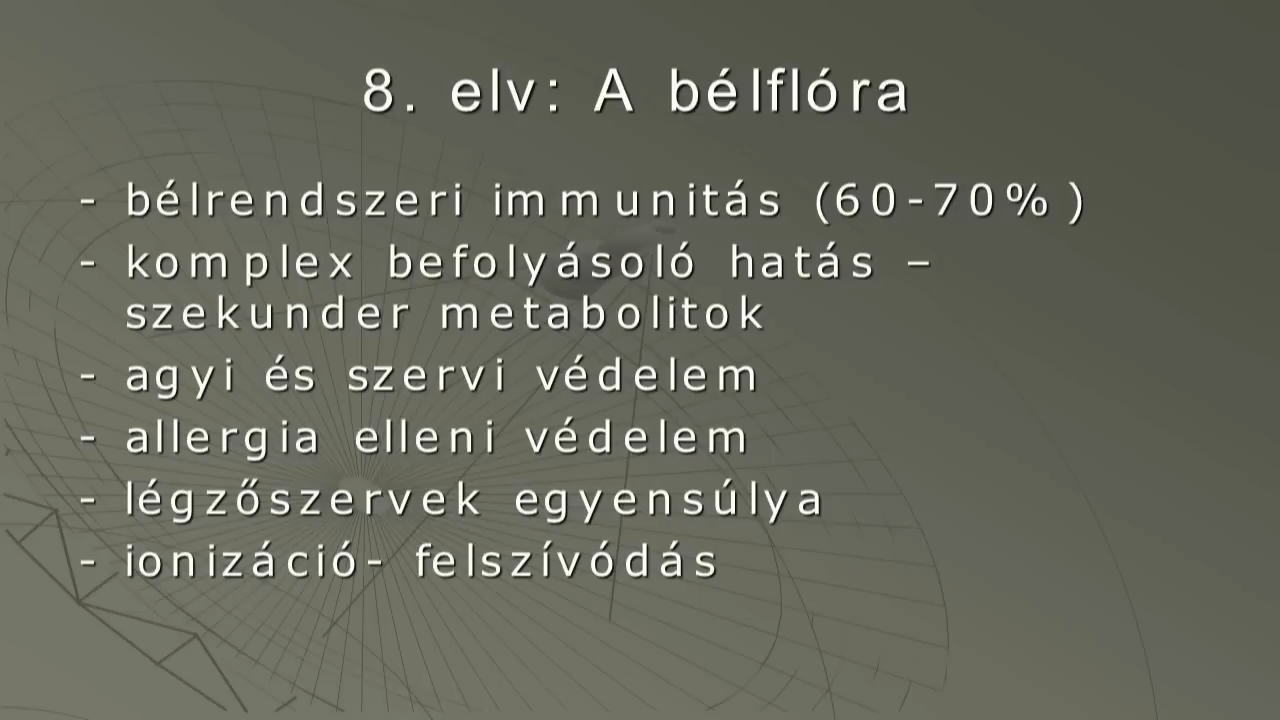 8. elv: A bélflóra
- bélrendszeri immunitás (60-70%)
- komplex befolyásoló hatás –
szekunder metabolitok
- agyi és szervi védelem
- allergia elleni védelem
- légzőszervek egyensúlya
- ionizáció- felszívódás